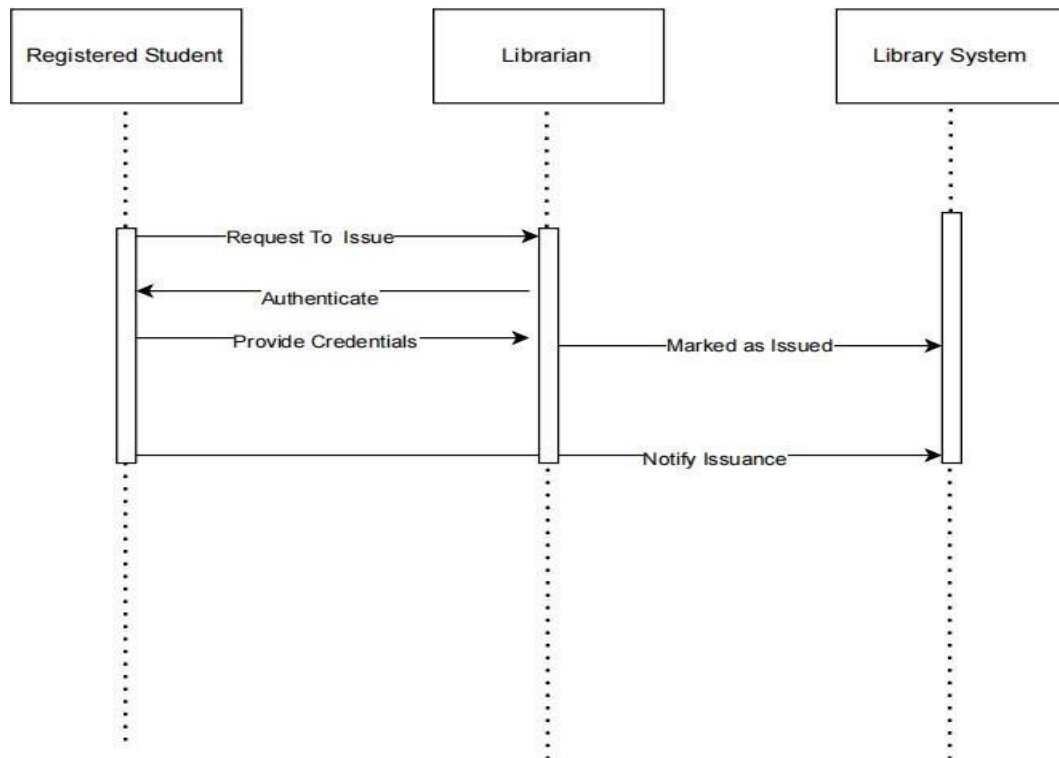 Registered Student
Librarian
Library System
Request To Issue
Authenticate
Provide Credentials
Marked as Issued
Notify Issuance